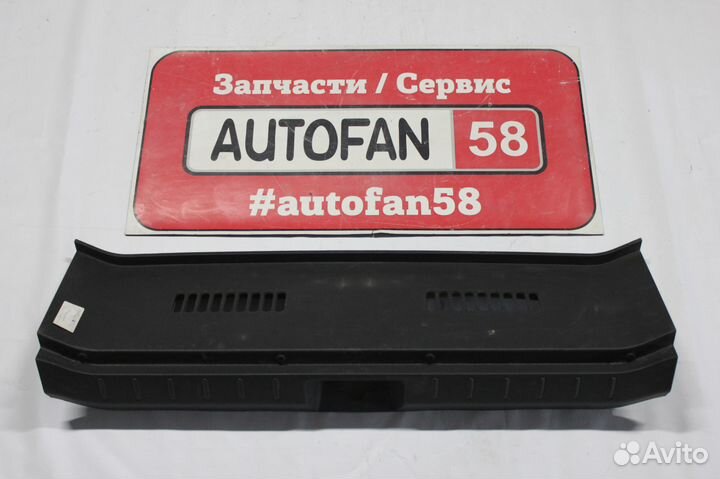 Запчасти / Сервис
AUTOFAN 58
#autofan58
Avito